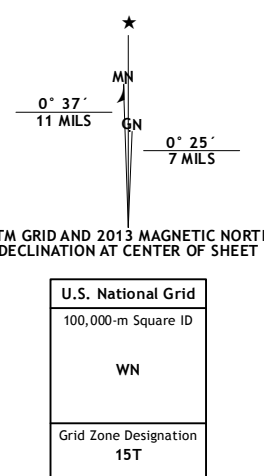 ★
MN
0° 37´
11 MILS
GN
0° 25´
7 MILS
TM GRID AND 2013 MAGNETIC NORTH
DECLINATION AT CENTER OF SHEET
U.S. National Grid
100,000-m Square ID
WN
Grid Zone Designation
15T